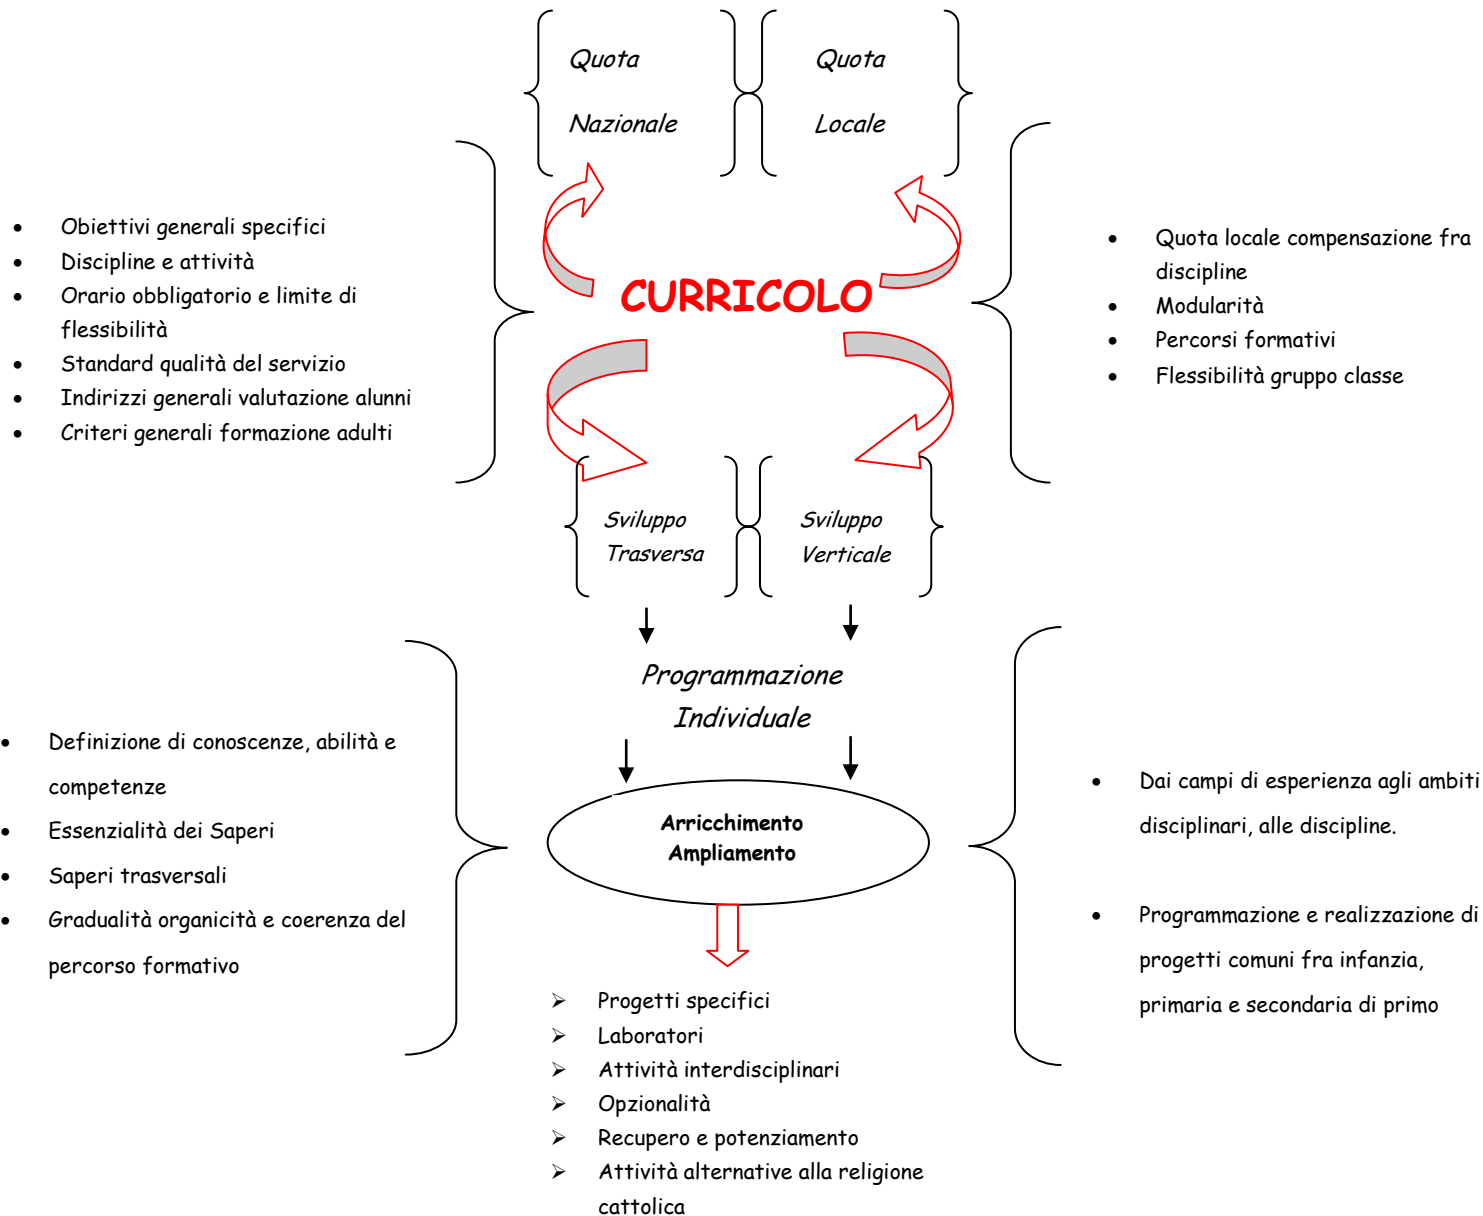 Quota
Nazionale
Quota
Locale
• Obiettivi generali specifici
• Discipline e attività
• Orario obbligatorio e limite di
flessibilità
• Standard qualità del servizio
• Indirizzi generali valutazione alunni
• Criteri generali formazione adulti
CURRICOLO
• Quota locale compensazione fra
discipline
• Modularità
• Percorsi formativi
• Flessibilità gruppo classe
Sviluppo
Trasversa
Sviluppo
Verticale
Programmazione
Individuale
• Definizione di conoscenze, abilità e
competenze
• Essenzialità dei Saperi
• Saperi trasversali
• Gradualità organicità e coerenza del
percorso formativo
Arricchimento
Ampliamento
• Dai campi di esperienza agli ambiti
disciplinari, alle discipline.
• Programmazione e realizzazione di
progetti comuni fra infanzia,
primaria e secondaria di primo
➢ Progetti specifici
➢ Laboratori
➢ Attività interdisciplinari
➢ Opzionalità
➢ Recupero e potenziamento
➢ Attività alternative alla religione
cattolica